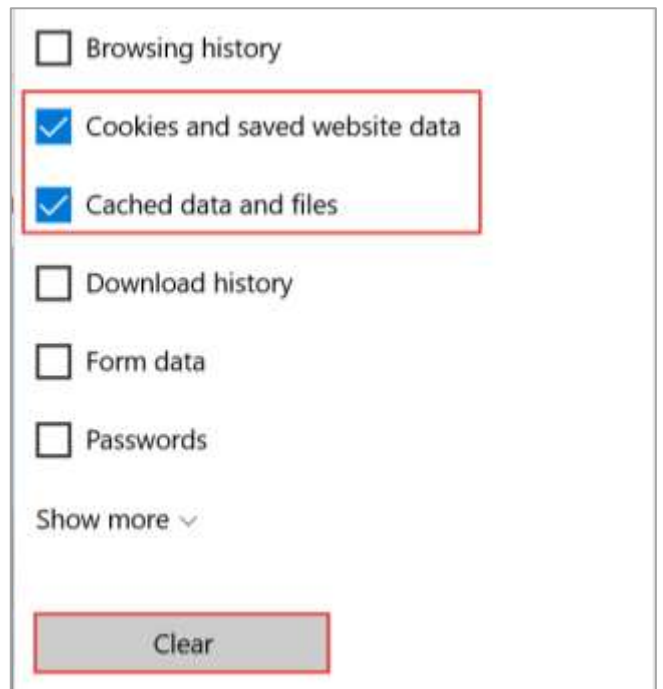 Browsing history
Cookies and saved website data
Cached data and files
Download history
Form data
Passwords
Show more
Clear